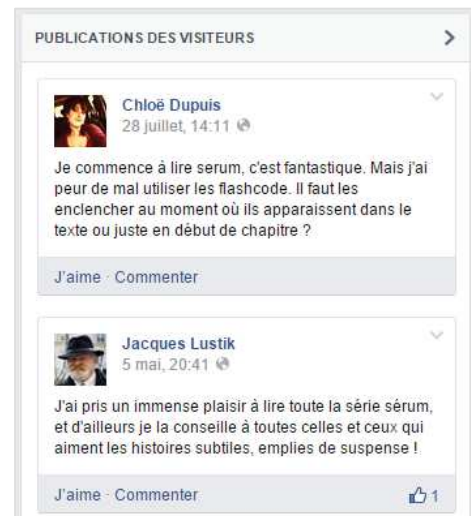 PUBLICATIONS DES VISITEURS
Chloë Dupuis
28 juillet, 14:11
Je commence à lire serum, c'est fantastique. Mais j'ai
peur de mal utiliser les flashcode. Il faut les
enclencher au moment où ils apparaissent dans le
texte ou juste en début de chapitre ?
J'aime · Commenter
Jacques Lustik
5 mai, 20:41
J'ai pris un immense plaisir à lire toute la série sérum,
et d'ailleurs je la conseille à toutes celles et ceux qui
aiment les histoires subtiles, emplies de suspense !
J'aime · Commenter 1